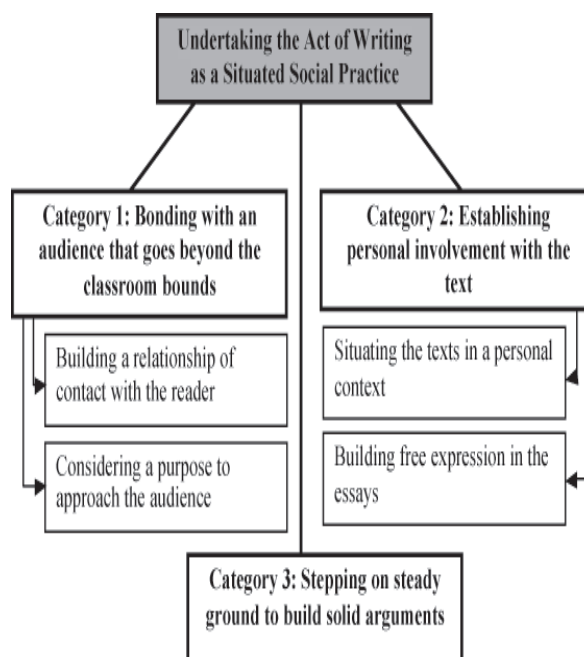 Undertaking the Act of Writing
as a Situated Social Practice
Category 1: Bonding with an
audience that goes beyond the
classroom bounds
Building a relationship of
contact with the reader
Considering a purpose to
approach the audience
Category 2: Establishing
personal involvement with the
text
Situating the texts in a personal
context
Building free expression in the
essays
Category 3: Stepping on steady
ground to build solid arguments